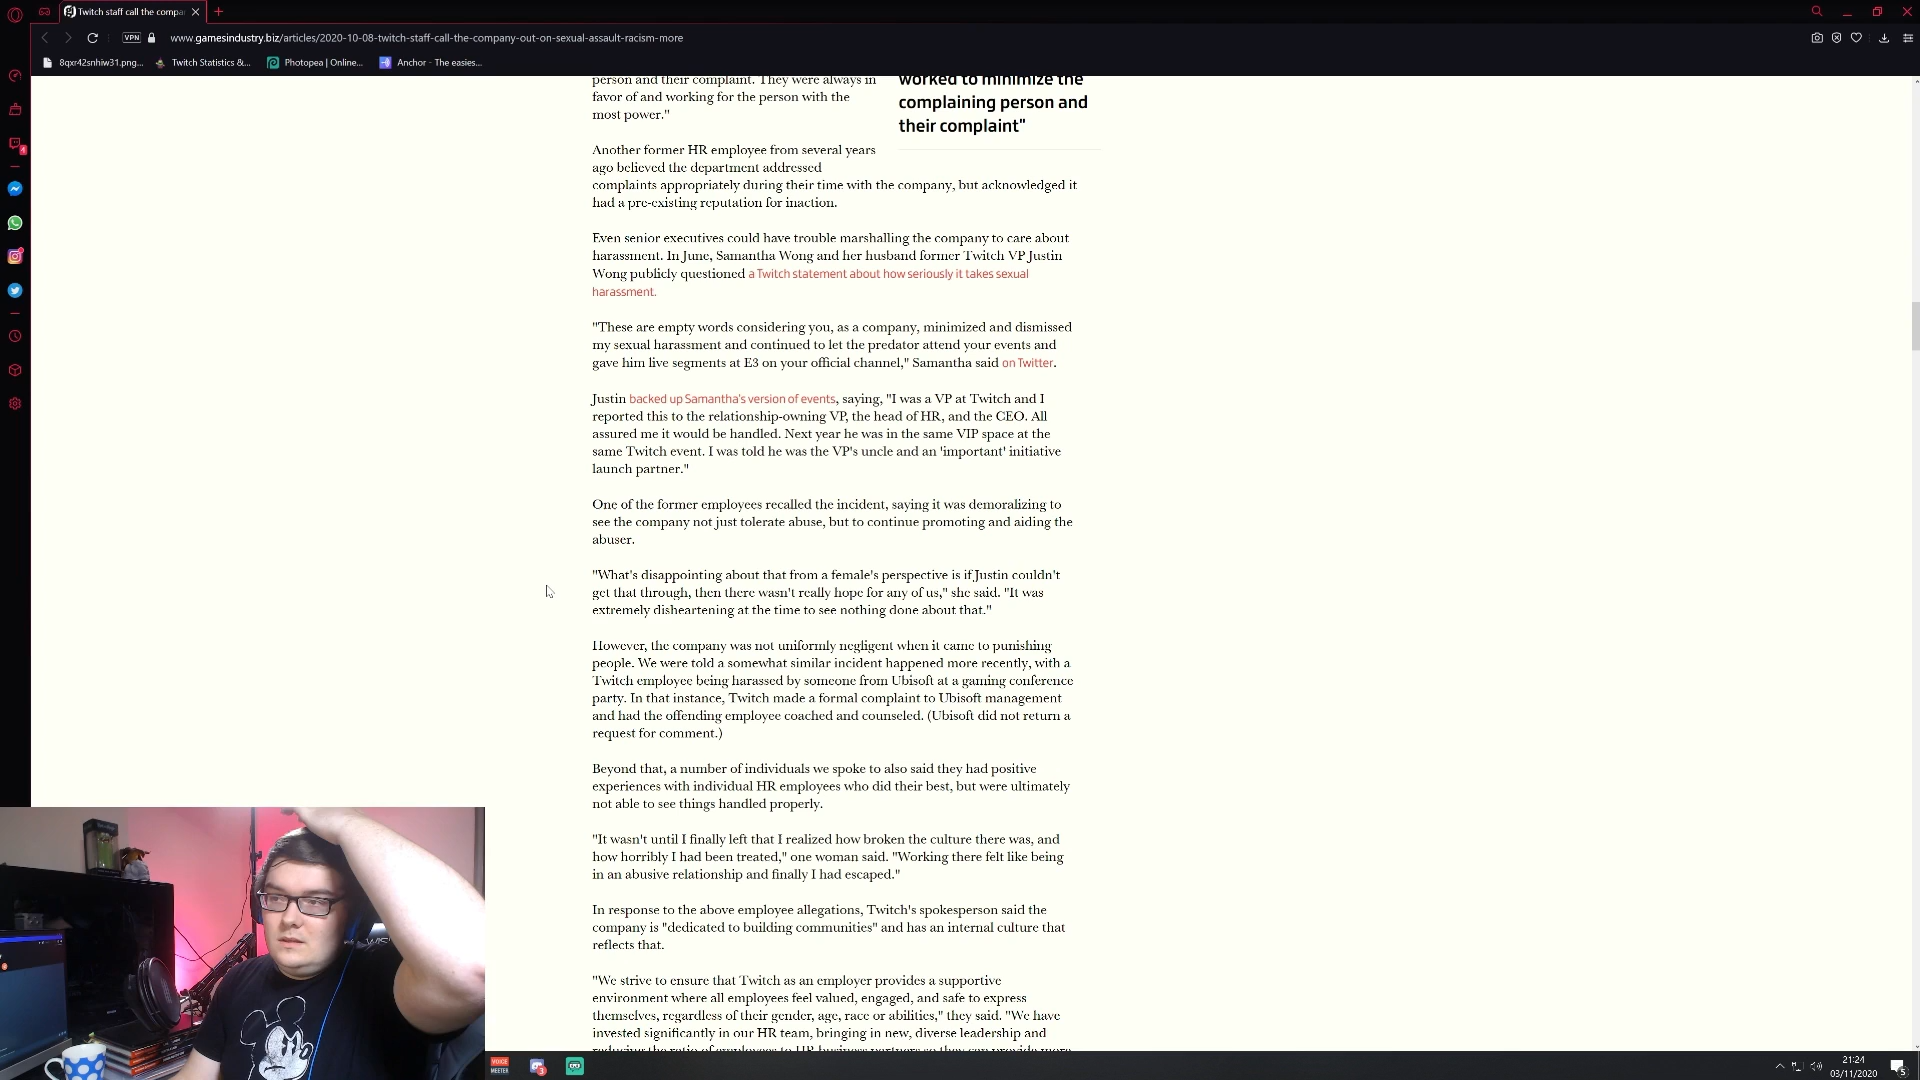 Twitch staff call the compa
www.gamesindustry.biz/articles/2020-10-08-twitch-staff-call-the-company-out-on-sexual-assault-racism-more
VPN
8qxr42snhiw31.png...
Twitch Statistics &...
Photopea | Online...
Anchor - The easies...
person and their complaint. They were always in
favor of and working for the person with the
most power."
worked to minimize the
complaining person and
their complaint"
Another former HR employee from several years
ago believed the department addressed
complaints appropriately during their time with the company, but acknowledged it
had a pre-existing reputation for inaction.
Even senior executives could have trouble marshalling the company to care about
harassment. In June, Samantha Wong and her husband former Twitch VP Justin
Wong publicly questioned a Twitch statement about how seriously it takes sexual
harassment.
"These are empty words considering you, as a company, minimized and dismissed
my sexual harassment and continued to let the predator attend your events and
gave him live segments at E3 on your official channel," Samantha said on Twitter.
Justin backed up Samantha's version of events, saying, "I was a VP at Twitch and I
reported this to the relationship-owning VP, the head of HR, and the CEO. All
assured me it would be handled. Next year he was in the same VIP space at the
same Twitch event. I was told he was the VP's uncle and an 'important' initiative
launch partner."
One of the former employees recalled the incident, saying it was demoralizing to
see the company not just tolerate abuse, but to continue promoting and aiding the
abuser.
"What's disappointing about that from a female's perspective is if Justin couldn't
get that through, then there wasn't really hope for any of us," she said. "It was
extremely disheartening at the time to see nothing done about that."
However, the company was not uniformly negligent when it came to punishing
people. We were told a somewhat similar incident happened more recently, with a
Twitch employee being harassed by someone from Ubisoft at a gaming conference
party. In that instance, Twitch made a formal complaint to Ubisoft management
and had the offending employee coached and counseled. (Ubisoft did not return a
request for comment.)
Beyond that, a number of individuals we spoke to also said they had positive
experiences with individual HR employees who did their best, but were ultimately
not able to see things handled properly.
"It wasn't until I finally left that I realized how broken the culture there was, and
how horribly I had been treated," one woman said. "Working there felt like being
in an abusive relationship and finally I had escaped."
In response to the above employee allegations, Twitch's spokesperson said the
company is "dedicated to building communities" and has an internal culture that
reflects that.
"We strive to ensure that Twitch as an employer provides a supportive
environment where all employees feel valued, engaged, and safe to express
themselves, regardless of their gender, age, race or abilities," they said. "We have
invested significantly in our HR team, bringing in new, diverse leadership and
reducing the ratio of employees to HR business partners so they can provide more
VOICE
MEETER
3
21:24
03/11/2020
5